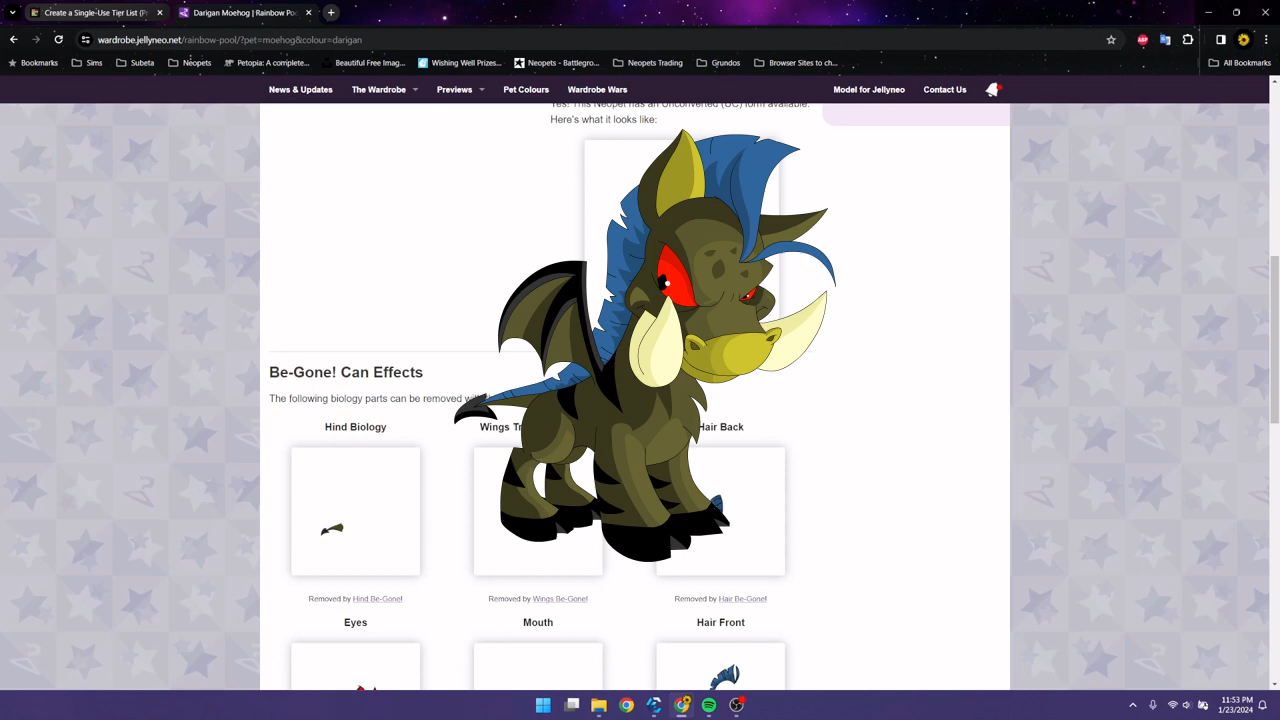 Create a Single-Use Tier List (P
Darigan Moehog | Rainbow Poo
wardrobe.jellyneo.net/rainbow-pool/?pet=moehog&colour=darigan
Bookmarks Sims Subeta Neopets Petopia: A complete... Beautiful Free Imag... Wishing Well Prizes... Neopets - Battlegro... Neopets Trading Grundos Browser Sites to ch... All Bookmarks
News & Updates The Wardrobe Previews Pet Colours Wardrobe Wars Model for Jellyneo Contact Us
Yes! This Neopet has an Unconverted (UC) form available.
Here's what it looks like:
Be-Gone! Can Effects
The following biology parts can be removed
Hind Biology Wings Hair Back
Removed by Hind Be-Gone! Removed by Wings Be-Gone! Removed by Hair Be-Gone!
Eyes Mouth Hair Front
11:53 PM
1/23/2024